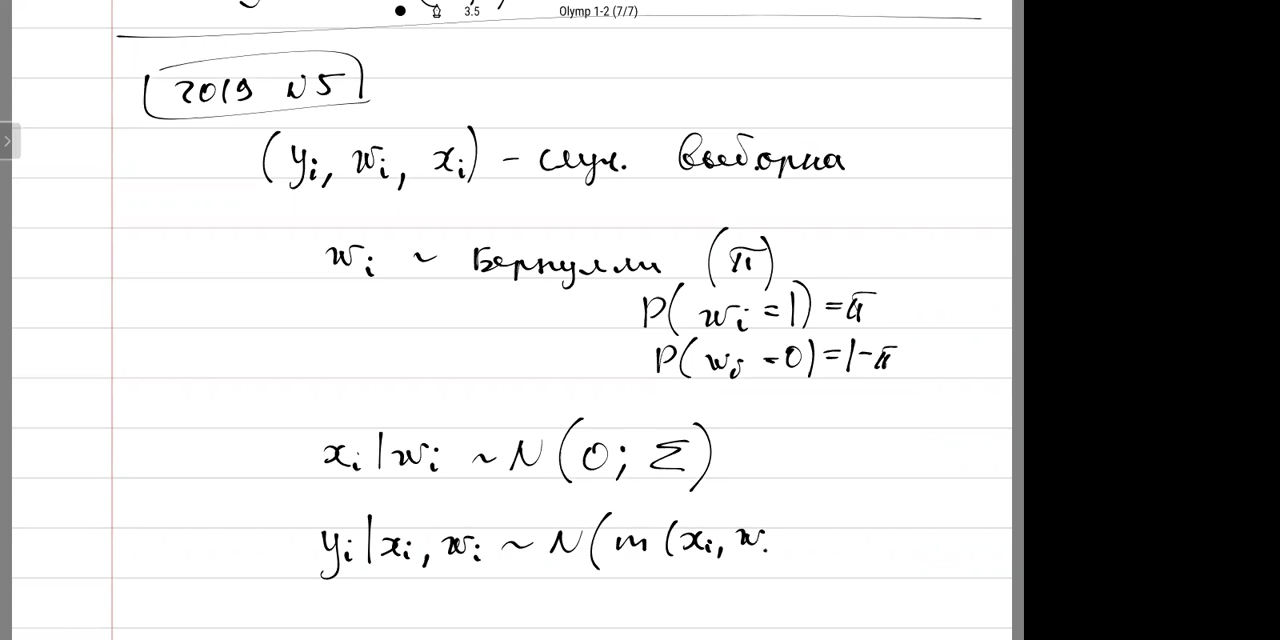 3.5 Olymp 1-2 (7/7)
2019 N5
(yi, wi, xi) - случ. выборка
wi ~ Бернулли (π)
P(wi = 1) = π
P(wi = 0) = 1-π
xi | wi ~ N(0; Σ)
yi | xi, wi ~ N(m(xi, w.